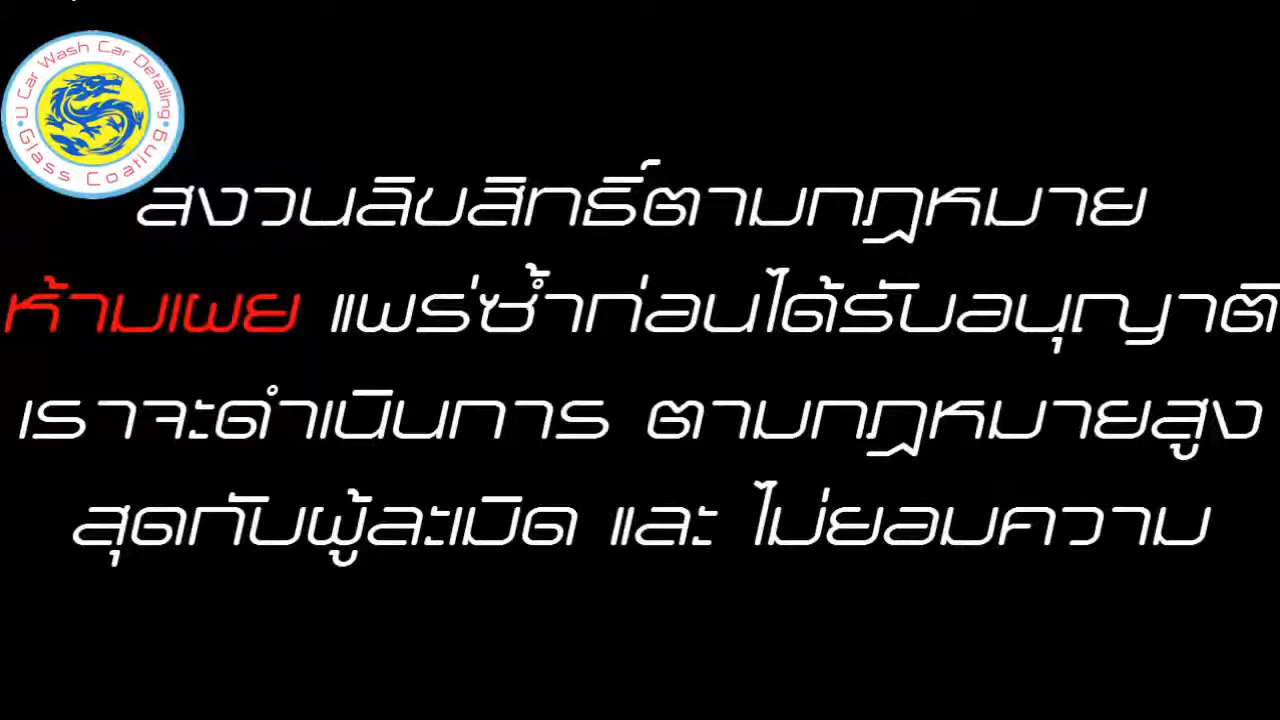 U Car Wash Car Detailing & Glass Coating
สงวนลิขสิทธิ์ตามกฎหมาย
ห้ามเผย แพร่ซ้ำก่อนได้รับอนุญาติ
เราจะดำเนินการ ตามกฎหมายสูง
สุดกับผู้ละเมิด และ ไม่ยอมความ